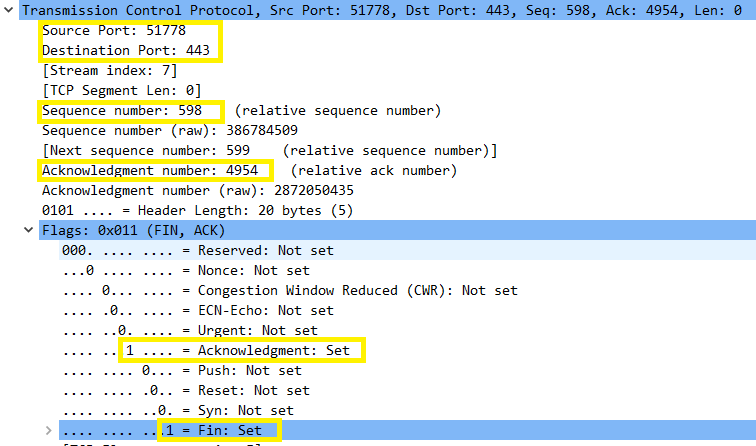 Transmission Control Protocol, Src Port: 51778, Dst Port: 443, Seq: 598, Ack: 4954, Len: 0
Source Port: 51778
Destination Port: 443
[Stream index: 7]
[TCP Segment Len: 0]
Sequence number: 598    (relative sequence number)
Sequence number (raw): 386784509
[Next sequence number: 599    (relative sequence number)]
Acknowledgment number: 4954    (relative ack number)
Acknowledgment number (raw): 2872050435
0101 .... = Header Length: 20 bytes (5)
Flags: 0x011 (FIN, ACK)
000. .... .... = Reserved: Not set
...0 .... .... = Nonce: Not set
.... 0... .... = Congestion Window Reduced (CWR): Not set
.... .0.. .... = ECN-Echo: Not set
.... ..0. .... = Urgent: Not set
.... ...1 .... = Acknowledgment: Set
.... .... 0... = Push: Not set
.... .... .0.. = Reset: Not set
.... .... ..0. = Syn: Not set
.... .... ...1 = Fin: Set